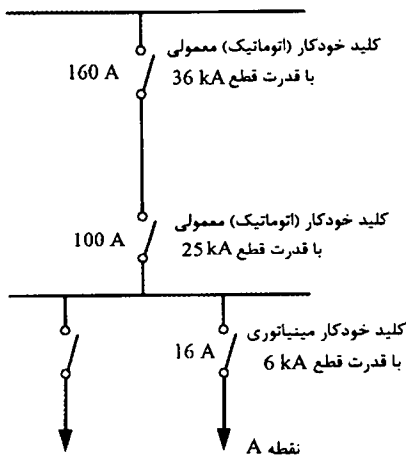 کلید خودکار (اتوماتیک) معمولی
160 A
با قدرت قطع 36 kA
کلید خودکار (اتوماتیک) معمولی
100 A
با قدرت قطع 25 kA
کلید خودکار مینیاتوری
16 A
با قدرت قطع 6 kA
نقطه A